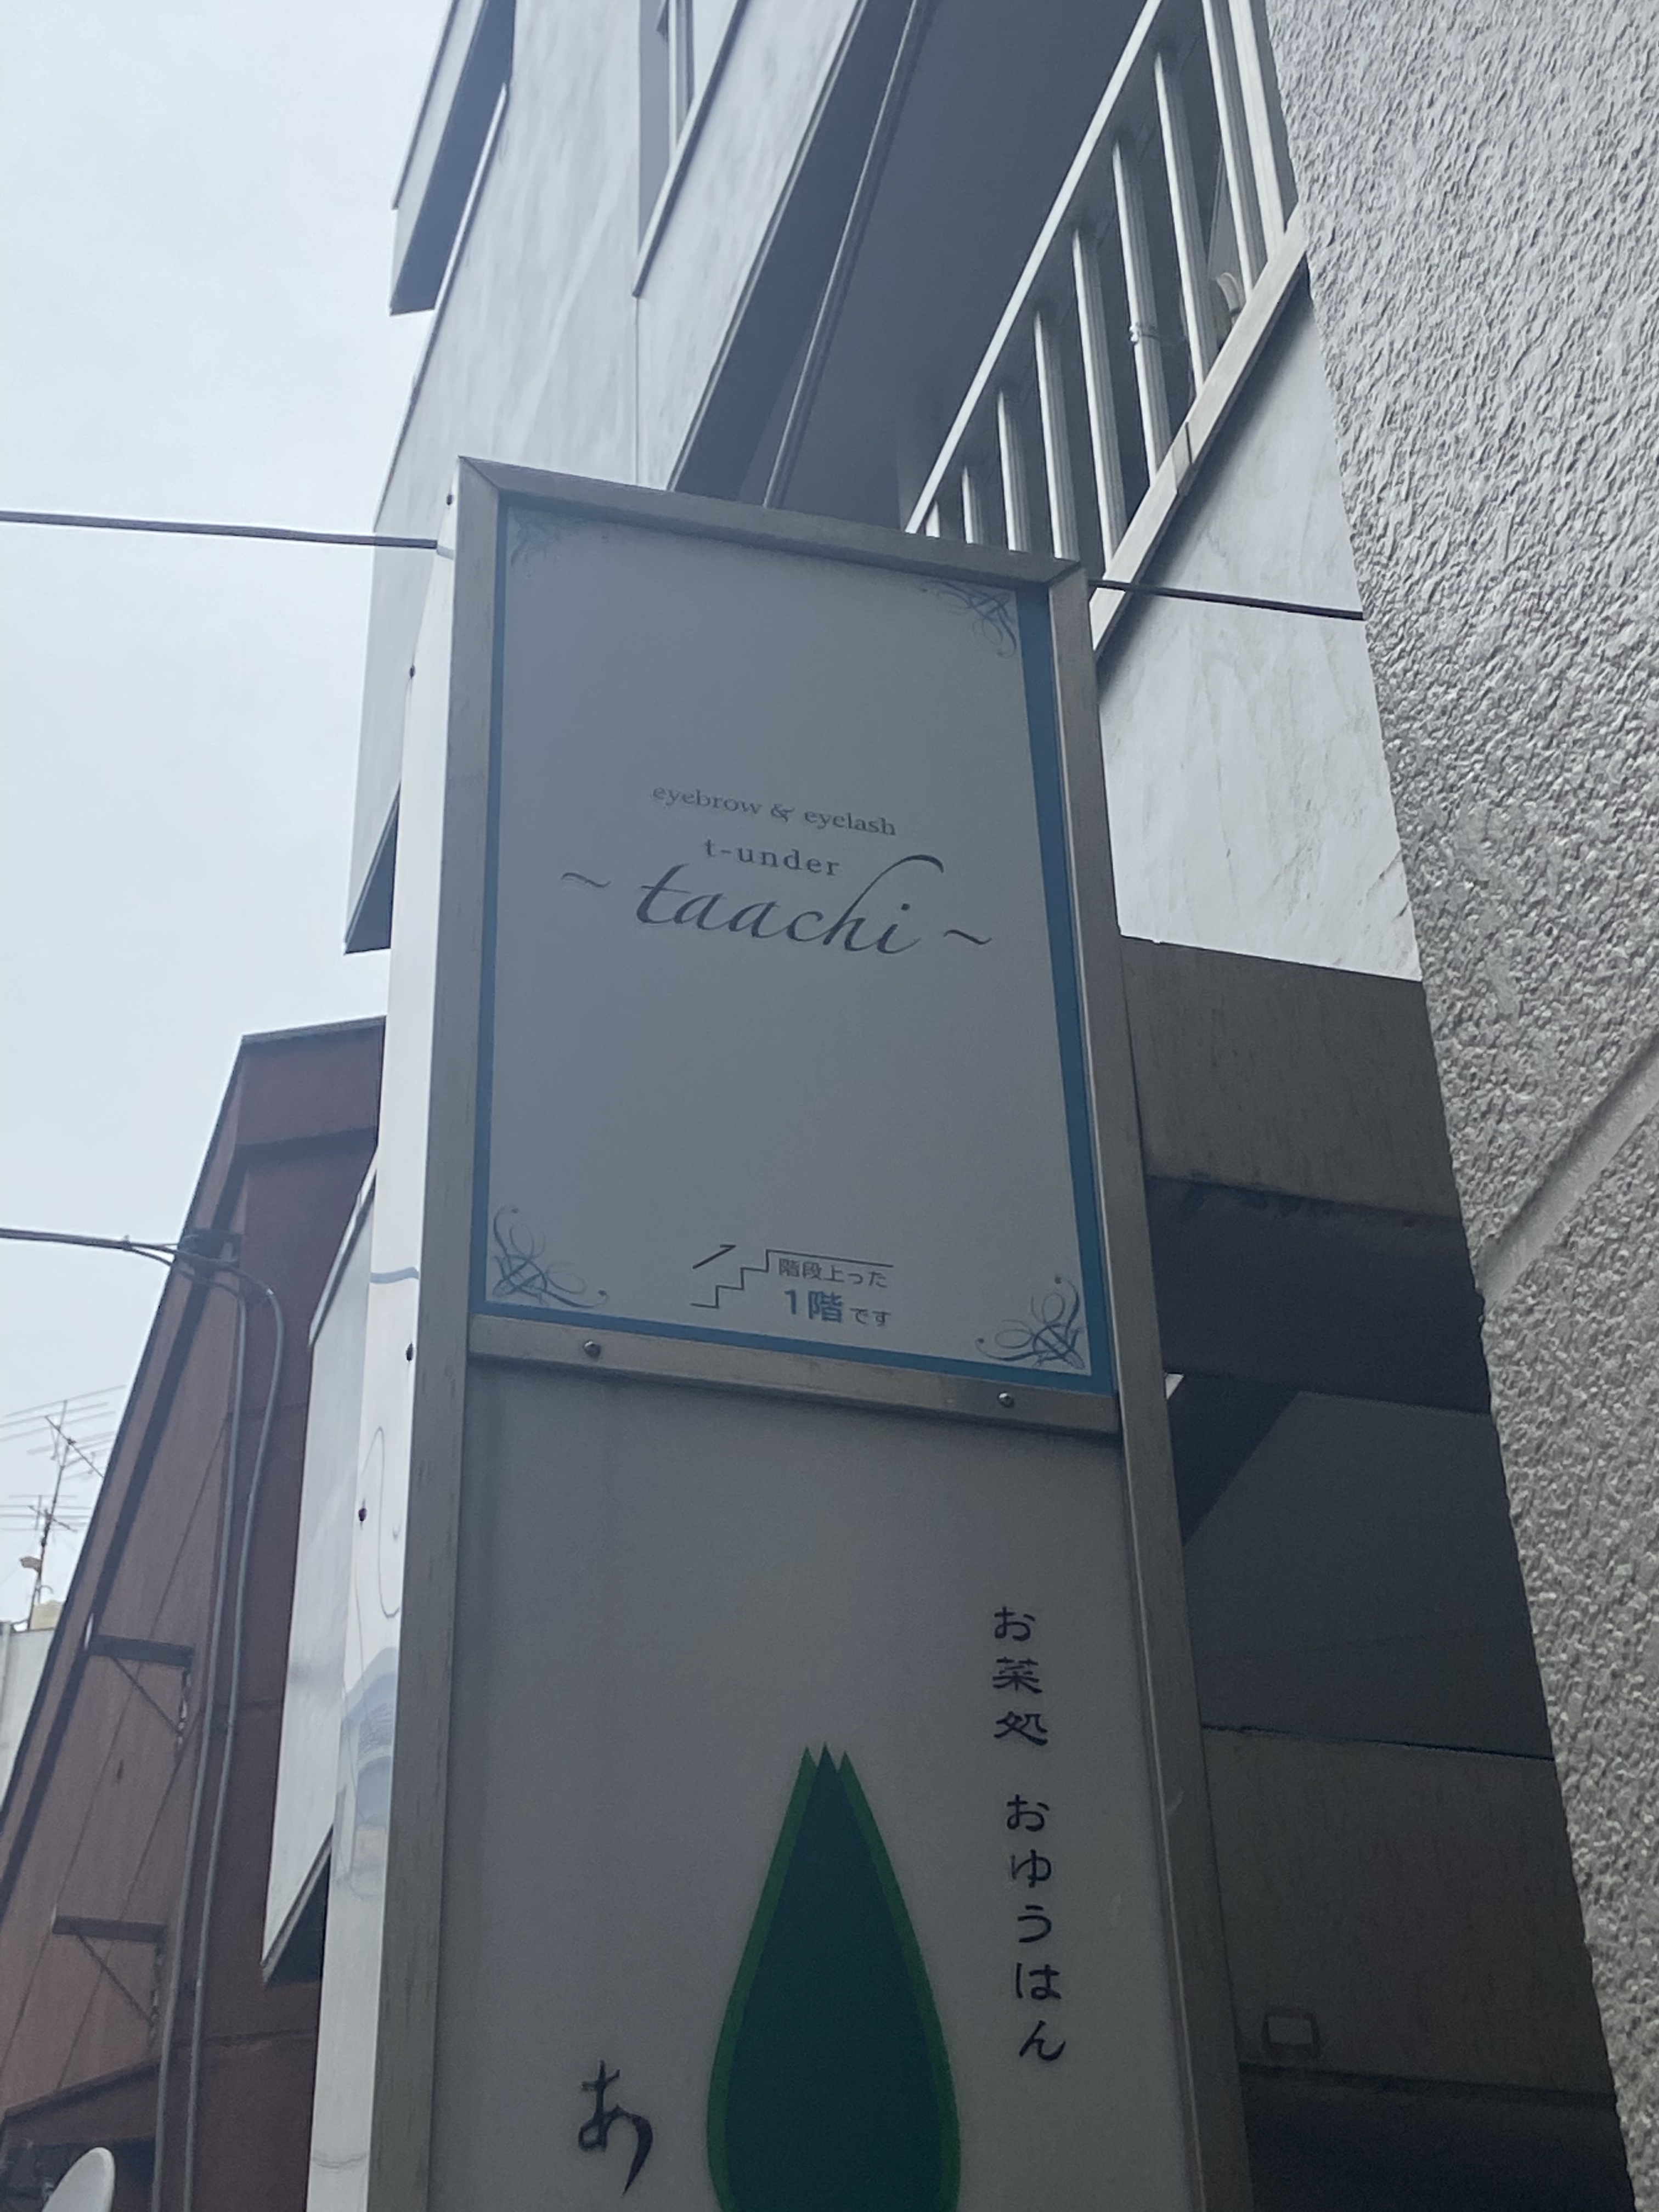 eyebrow & eyelash
t-under
~taachi~
階段上った
1階です
お菜処 おゆうはん
あ